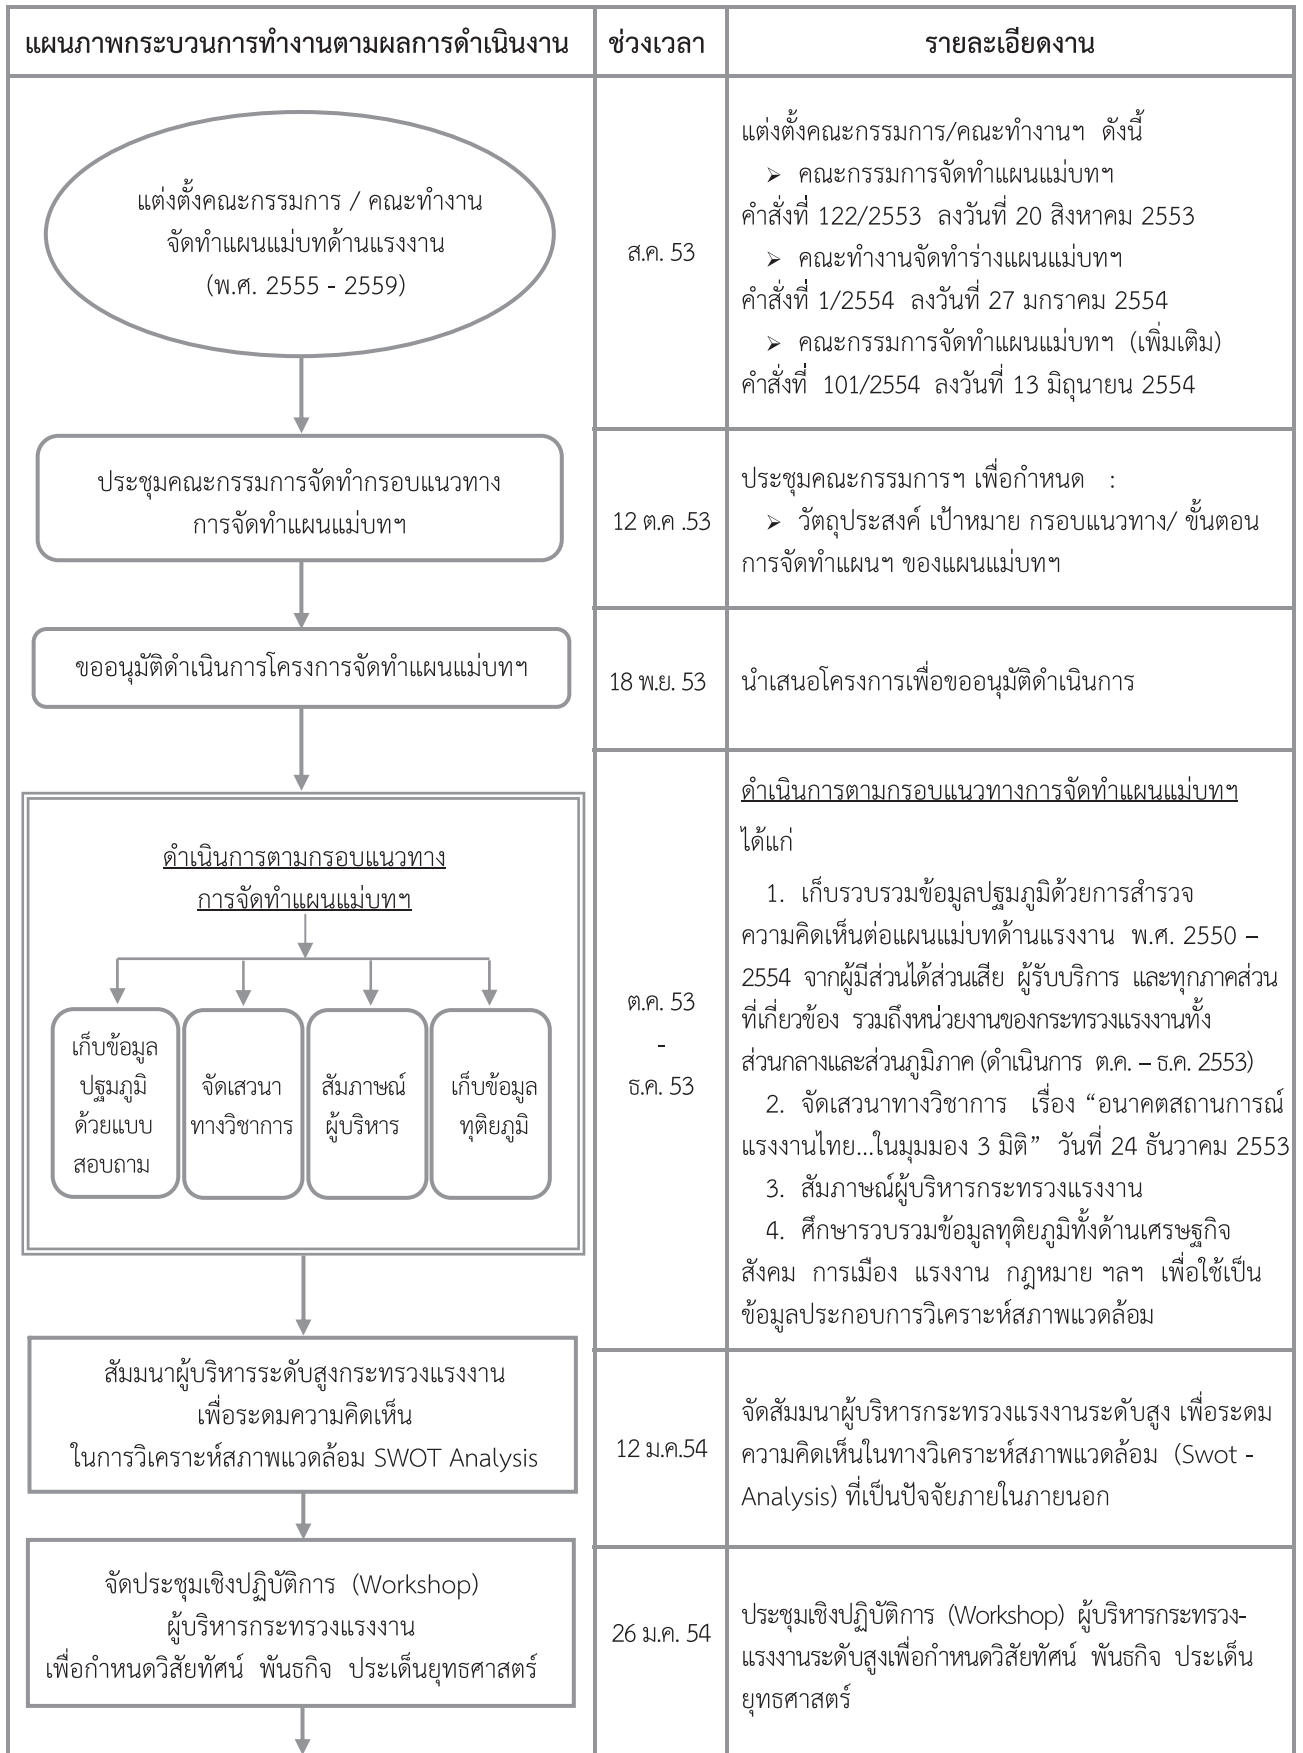 แผนภาพกระบวนการทำงานตามผลการดำเนินงาน
ช่วงเวลา
รายละเอียดงาน
แต่งตั้งคณะกรรมการ / คณะทำงาน
จัดทำแผนแม่บทด้านแรงงาน
(พ.ศ. 2555 - 2559)
ส.ค. 53
แต่งตั้งคณะกรรมการ/คณะทำงานฯ ดังนี้
➢ คณะกรรมการจัดทำแผนแม่บทฯ
คำสั่งที่ 122/2553 ลงวันที่ 20 สิงหาคม 2553
➢ คณะทำงานจัดทำร่างแผนแม่บทฯ
คำสั่งที่ 1/2554 ลงวันที่ 27 มกราคม 2554
➢ คณะกรรมการจัดทำแผนแม่บทฯ (เพิ่มเติม)
คำสั่งที่ 101/2554 ลงวันที่ 13 มิถุนายน 2554
ประชุมคณะกรรมการจัดทำกรอบแนวทาง
การจัดทำแผนแม่บทฯ
12 ต.ค .53
ประชุมคณะกรรมการฯ เพื่อกำหนด :
➢ วัตถุประสงค์ เป้าหมาย กรอบแนวทาง/ ขั้นตอน
การจัดทำแผนฯ ของแผนแม่บทฯ
ขออนุมัติดำเนินการโครงการจัดทำแผนแม่บทฯ
18 พ.ย. 53
นำเสนอโครงการเพื่อขออนุมัติดำเนินการ
ดำเนินการตามกรอบแนวทาง
การจัดทำแผนแม่บทฯ
เก็บข้อมูล
ปฐมภูมิ
ด้วยแบบ
สอบถาม
จัดเสวนา
ทางวิชาการ
สัมภาษณ์
ผู้บริหาร
เก็บข้อมูล
ทุติยภูมิ
ต.ค. 53
-
ธ.ค. 53
ดำเนินการตามกรอบแนวทางการจัดทำแผนแม่บทฯ
ได้แก่
1. เก็บรวบรวมข้อมูลปฐมภูมิด้วยการสำรวจ
ความคิดเห็นต่อแผนแม่บทด้านแรงงาน พ.ศ. 2550 –
2554 จากผู้มีส่วนได้ส่วนเสีย ผู้รับบริการ และทุกภาคส่วน
ที่เกี่ยวข้อง รวมถึงหน่วยงานของกระทรวงแรงงานทั้ง
ส่วนกลางและส่วนภูมิภาค (ดำเนินการ ต.ค. – ธ.ค. 2553)
2. จัดเสวนาทางวิชาการ เรื่อง “อนาคตสถานการณ์
แรงงานไทย...ในมุมมอง 3 มิติ” วันที่ 24 ธันวาคม 2553
3. สัมภาษณ์ผู้บริหารกระทรวงแรงงาน
4. ศึกษารวบรวมข้อมูลทุติยภูมิทั้งด้านเศรษฐกิจ
สังคม การเมือง แรงงาน กฎหมาย ฯลฯ เพื่อใช้เป็น
ข้อมูลประกอบการวิเคราะห์สภาพแวดล้อม
สัมมนาผู้บริหารระดับสูงกระทรวงแรงงาน
เพื่อระดมความคิดเห็น
ในการวิเคราะห์สภาพแวดล้อม SWOT Analysis
12 ม.ค.54
จัดสัมมนาผู้บริหารกระทรวงแรงงานระดับสูง เพื่อระดม
ความคิดเห็นในทางวิเคราะห์สภาพแวดล้อม (Swot -
Analysis) ที่เป็นปัจจัยภายในภายนอก
จัดประชุมเชิงปฏิบัติการ (Workshop)
ผู้บริหารกระทรวงแรงงาน
เพื่อกำหนดวิสัยทัศน์ พันธกิจ ประเด็นยุทธศาสตร์
26 ม.ค. 54
ประชุมเชิงปฏิบัติการ (Workshop) ผู้บริหารกระทรวง-
แรงงานระดับสูงเพื่อกำหนดวิสัยทัศน์ พันธกิจ ประเด็น
ยุทธศาสตร์